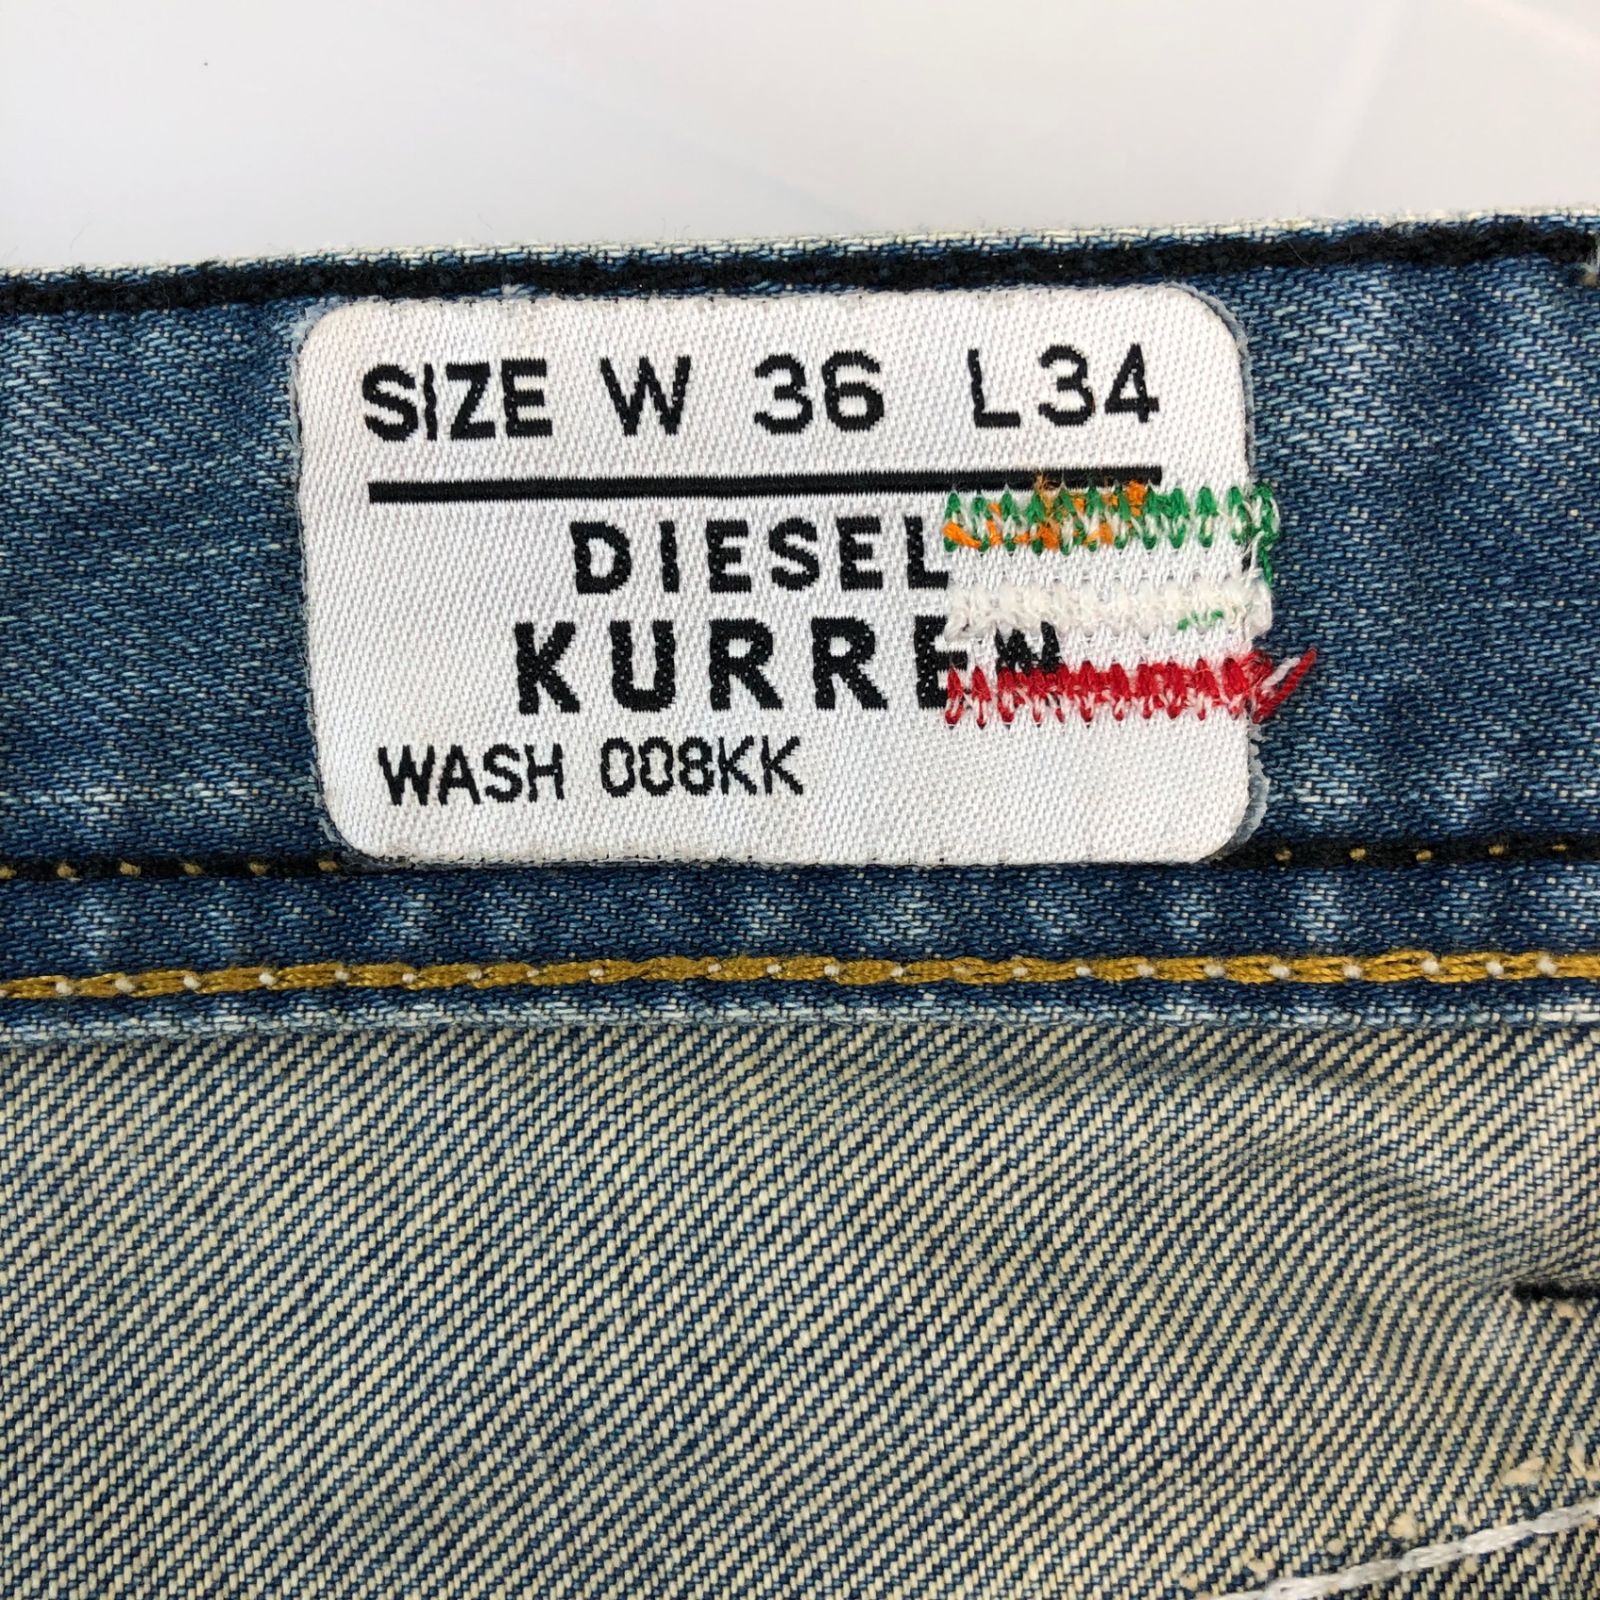 SIZE W 36 L34
DIESEL
KURREN
WASH 008KK